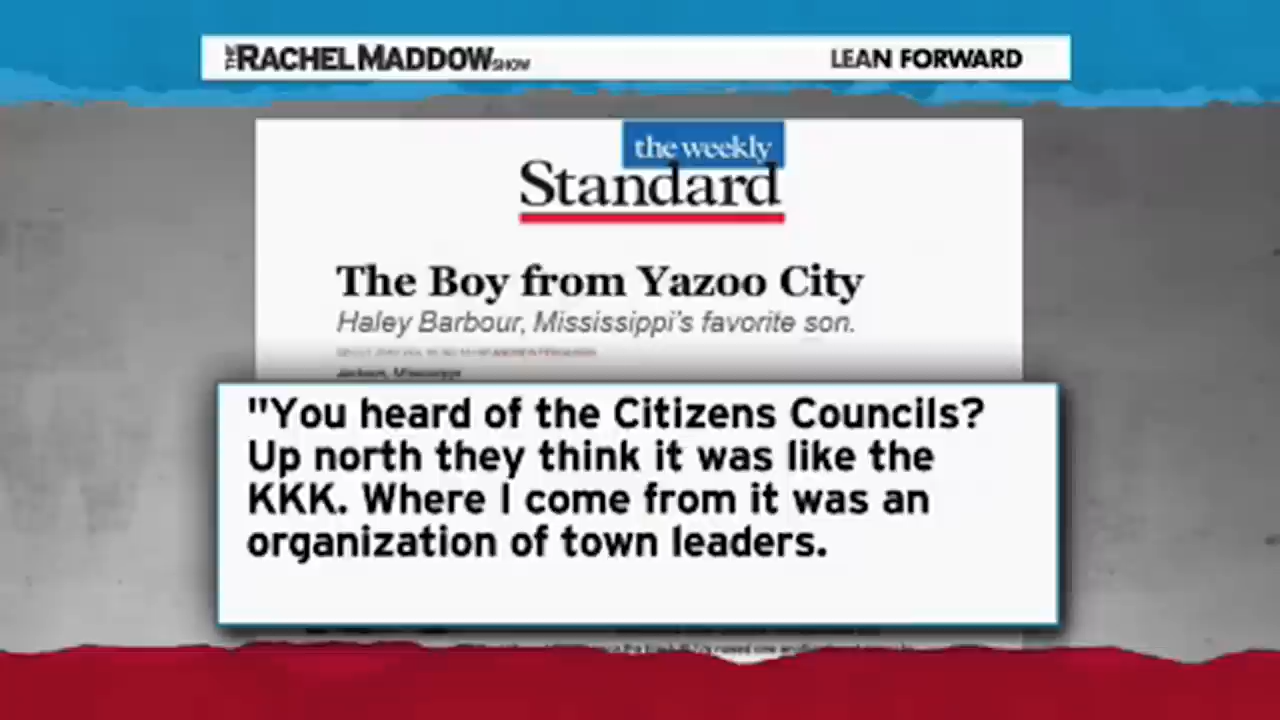 THE RACHEL MADDOW SHOW
LEAN FORWARD
the weekly
Standard
The Boy from Yazoo City
Haley Barbour, Mississippi's favorite son.
Jackson, Mississippi
"You heard of the Citizens Councils?
Up north they think it was like the
KKK. Where I come from it was an
organization of town leaders.